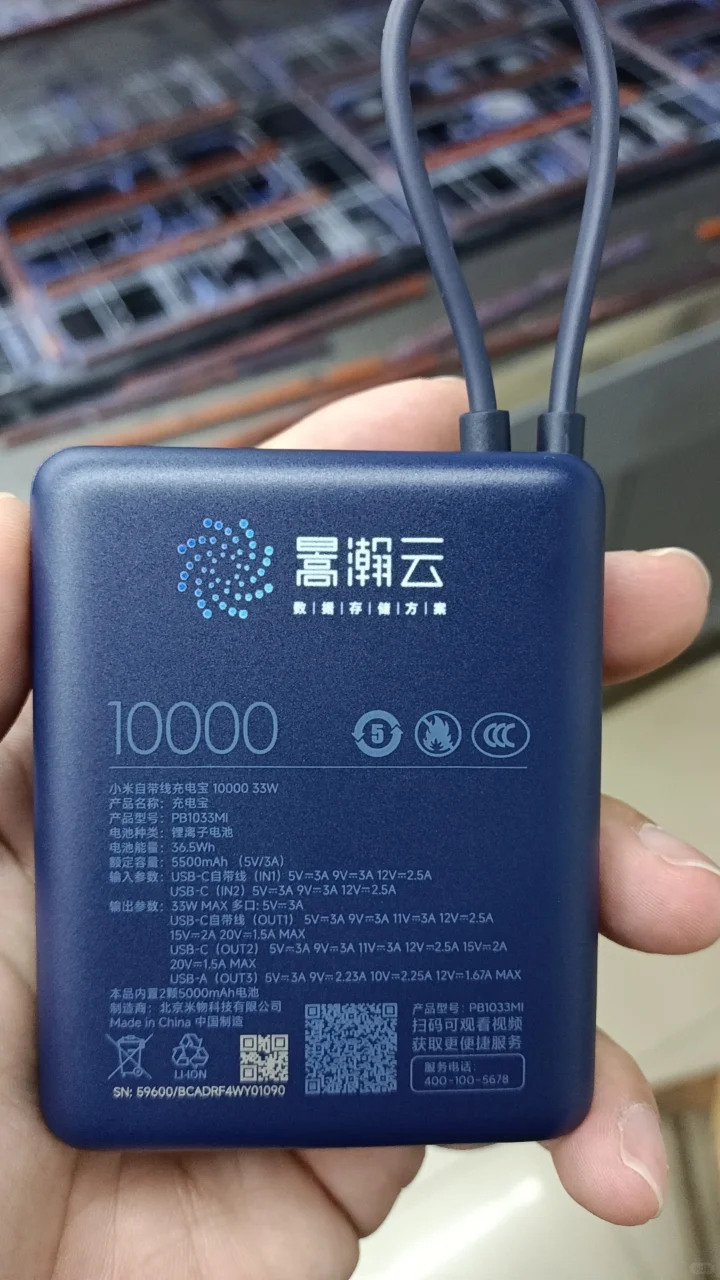 暠瀚云
数|据|存|储|方|案
10000
5
CCC
小米自带线充电宝 10000 33W
产品名称：充电宝
产品型号：PB1033MI
电池种类：锂离子电池
电池能量：36.5Wh
额定容量：5500mAh （5V/3A）
输入参数：USB-C自带线（IN1） 5V⎓3A 9V⎓3A 12V⎓2.5A
USB-C（IN2） 5V⎓3A 9V⎓3A 12V⎓2.5A
输出参数：33W MAX 多口: 5V⎓3A
USB-C自带线（OUT1） 5V⎓3A 9V⎓3A 11V⎓3A 12V⎓2.5A
15V⎓2A 20V⎓1.5A MAX
USB-C（OUT2） 5V⎓3A 9V⎓3A 11V⎓3A 12V⎓2.5A 15V⎓2A
20V⎓1.5A MAX
USB-A（OUT3）5V⎓3A 9V⎓2.23A 10V⎓2.25A 12V⎓1.67A MAX
本品内置2颗5000mAh电池
制造商：北京米物科技有限公司
Made in China 中国制造
LI-ION
SN: 59600/BCADRF4WY01090
产品型号：PB1033MI
扫码可观看视频
获取更便捷服务
服务电话：
400-100-5678